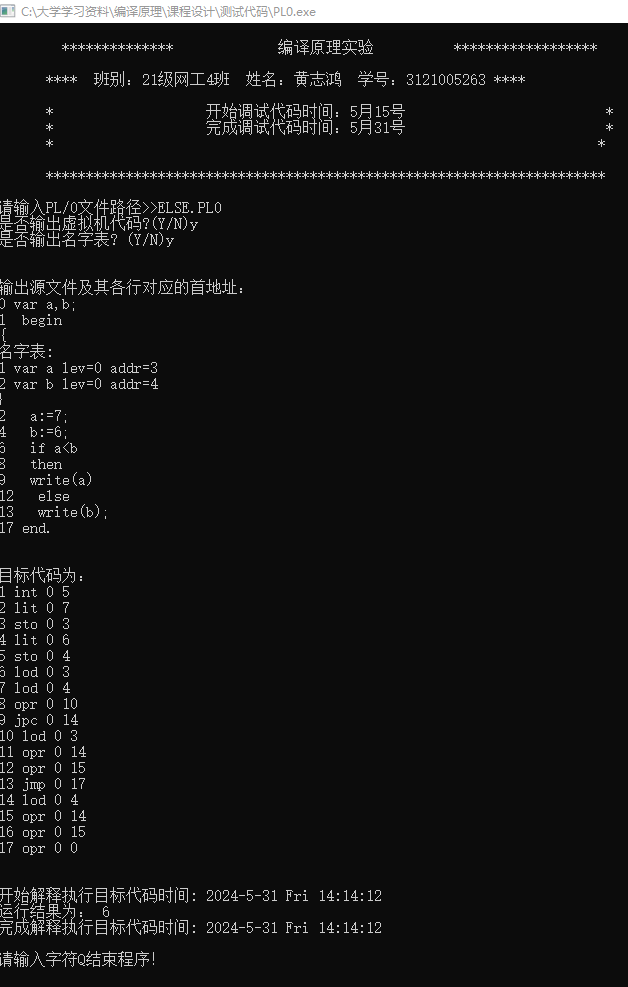 C:\大学学习资料\编译原理\课程设计\测试代码\PL0.exe
************** 编译原理实验 ******************
**** 班别：21级网工4班 姓名：黄志鸿 学号：3121005263 ****
* 开始调试代码时间：5月15号 *
* 完成调试代码时间：5月31号 *
* *
**********************************************************************
请输入PL/0文件路径>>ELSE.PL0
是否输出虚拟机代码?(Y/N)y
是否输出名字表? (Y/N)y
输出源文件及其各行对应的首地址:
0 var a,b;
1  begin
{
名字表:
1 var a lev=0 addr=3
2 var b lev=0 addr=4
}
2   a:=7;
4   b:=6;
6   if a<b
8   then
9   write(a)
12   else
13   write(b);
17 end.
目标代码为:
1 int 0 5
2 lit 0 7
3 sto 0 3
4 lit 0 6
5 sto 0 4
6 lod 0 3
7 lod 0 4
8 opr 0 10
9 jpc 0 14
10 lod 0 3
11 opr 0 14
12 opr 0 15
13 jmp 0 17
14 lod 0 4
15 opr 0 14
16 opr 0 15
17 opr 0 0
开始解释执行目标代码时间: 2024-5-31 Fri 14:14:12
运行结果为: 6
完成解释执行目标代码时间: 2024-5-31 Fri 14:14:12
请输入字符Q结束程序!